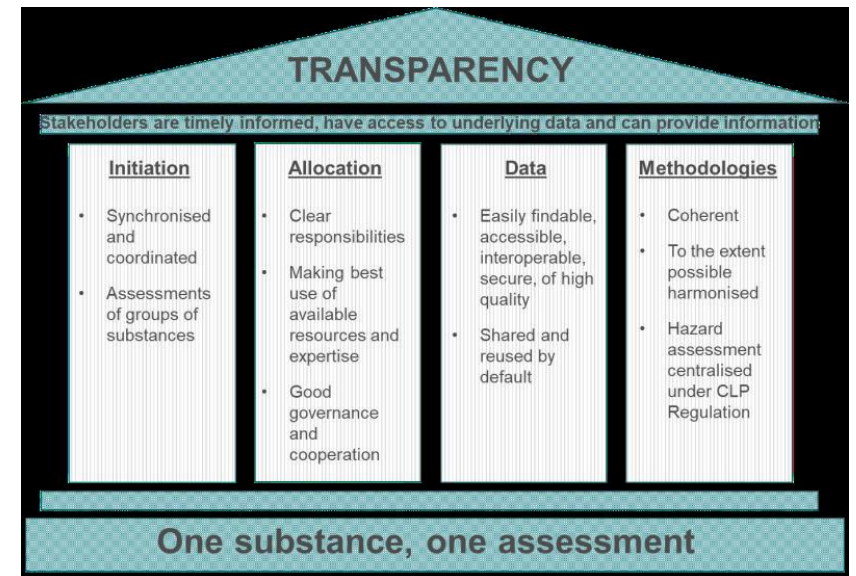 TRANSPARENCY
Stakeholders are timely informed, have access to underlying data and can provide information
Initiation
• Synchronised
and
coordinated
• Assessments
of groups of
substances
Allocation
• Clear
responsibilities
• Making best
use of
available
resources and
expertise
• Good
governance
and
cooperation
Data
• Easily findable,
accessible,
interoperable,
secure, of high
quality
• Shared and
reused by
default
Methodologies
• Coherent
• To the extent
possible
harmonised
• Hazard
assessment
centralised
under CLP
Regulation
One substance, one assessment